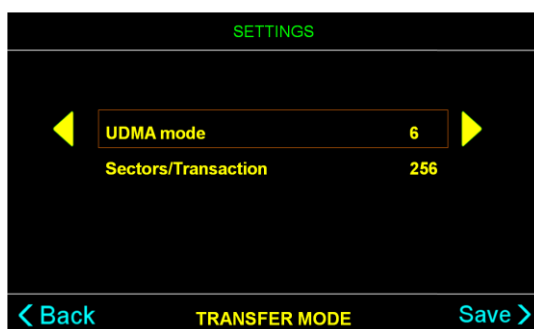 SETTINGS
UDMA mode 6
Sectors/Transaction 256
Back TRANSFER MODE Save